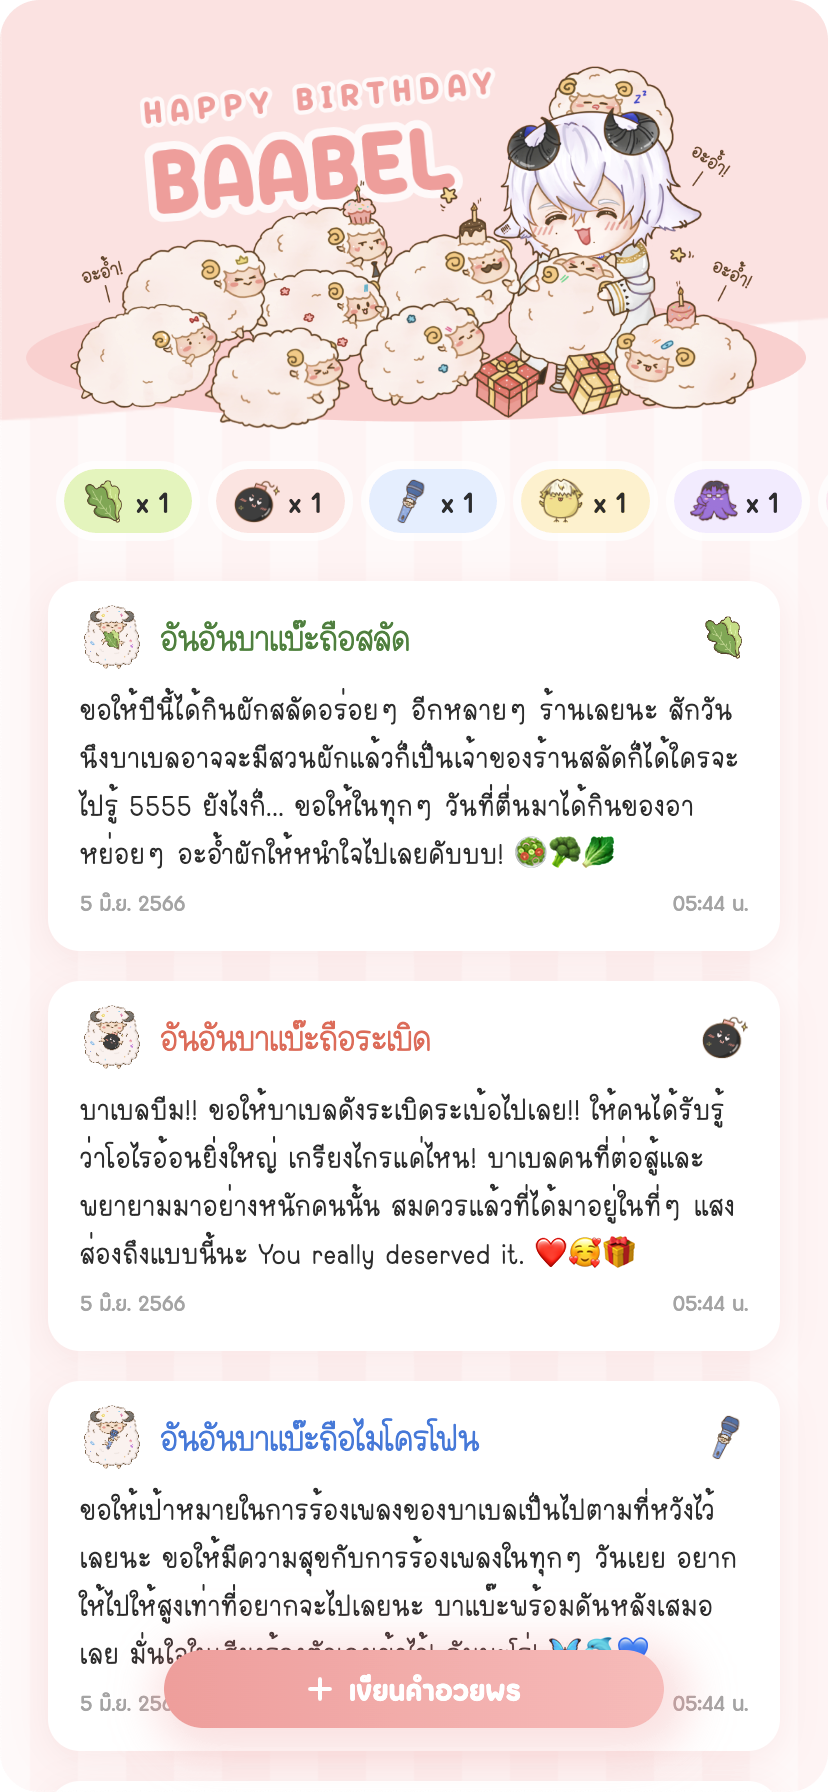 HAPPY BIRTHDAY
BAABEL
อะอ้ำ!
อะอ้ำ!
อะอ้ำ!
x 1
x 1
x 1
x 1
x 1
อันอันบาแบ๊ะถือสลัด
ขอให้ปีนี้ได้กินผักสลัดอร่อยๆ อีกหลายๆ ร้านเลยนะ สักวัน
นึงบาเบลอาจจะมีสวนผักแล้วก็เป็นเจ้าของร้านสลัดก็ได้ใครจะ
ไปรู้ 5555 ยังไงก็... ขอให้ในทุกๆ วันที่ตื่นมาได้กินของอา
หย่อยๆ อะอ้ำผักให้หนำใจไปเลยคับบบ! 🥗🥦🥬
5 มิ.ย. 2566
05:44 น.
อันอันบาแบ๊ะถือระเบิด
บาเบลบีม!! ขอให้บาเบลดังระเบิดระเบ้อไปเลย!! ให้คนได้รับรู้
ว่าโอไรอ้อนยิ่งใหญ่ เกรียงไกรแค่ไหน! บาเบลคนที่ต่อสู้และ
พยายามมาอย่างหนักคนนั้น สมควรแล้วที่ได้มาอยู่ในที่ๆ แสง
ส่องถึงแบบนี้นะ You really deserved it. ❤️🥰🎁
5 มิ.ย. 2566
05:44 น.
อันอันบาแบ๊ะถือไมโครโฟน
ขอให้เป้าหมายในการร้องเพลงของบาเบลเป็นไปตามที่หวังไว้
เลยนะ ขอให้มีความสุขกับการร้องเพลงในทุกๆ วันเยย อยาก
ให้ไปให้สูงเท่าที่อยากจะไปเลยนะ บาแบ๊ะพร้อมดันหลังเสมอ
เลย มั่นใจ
5 มิ.ย.
05:44 น.
+ เขียนคำอวยพร